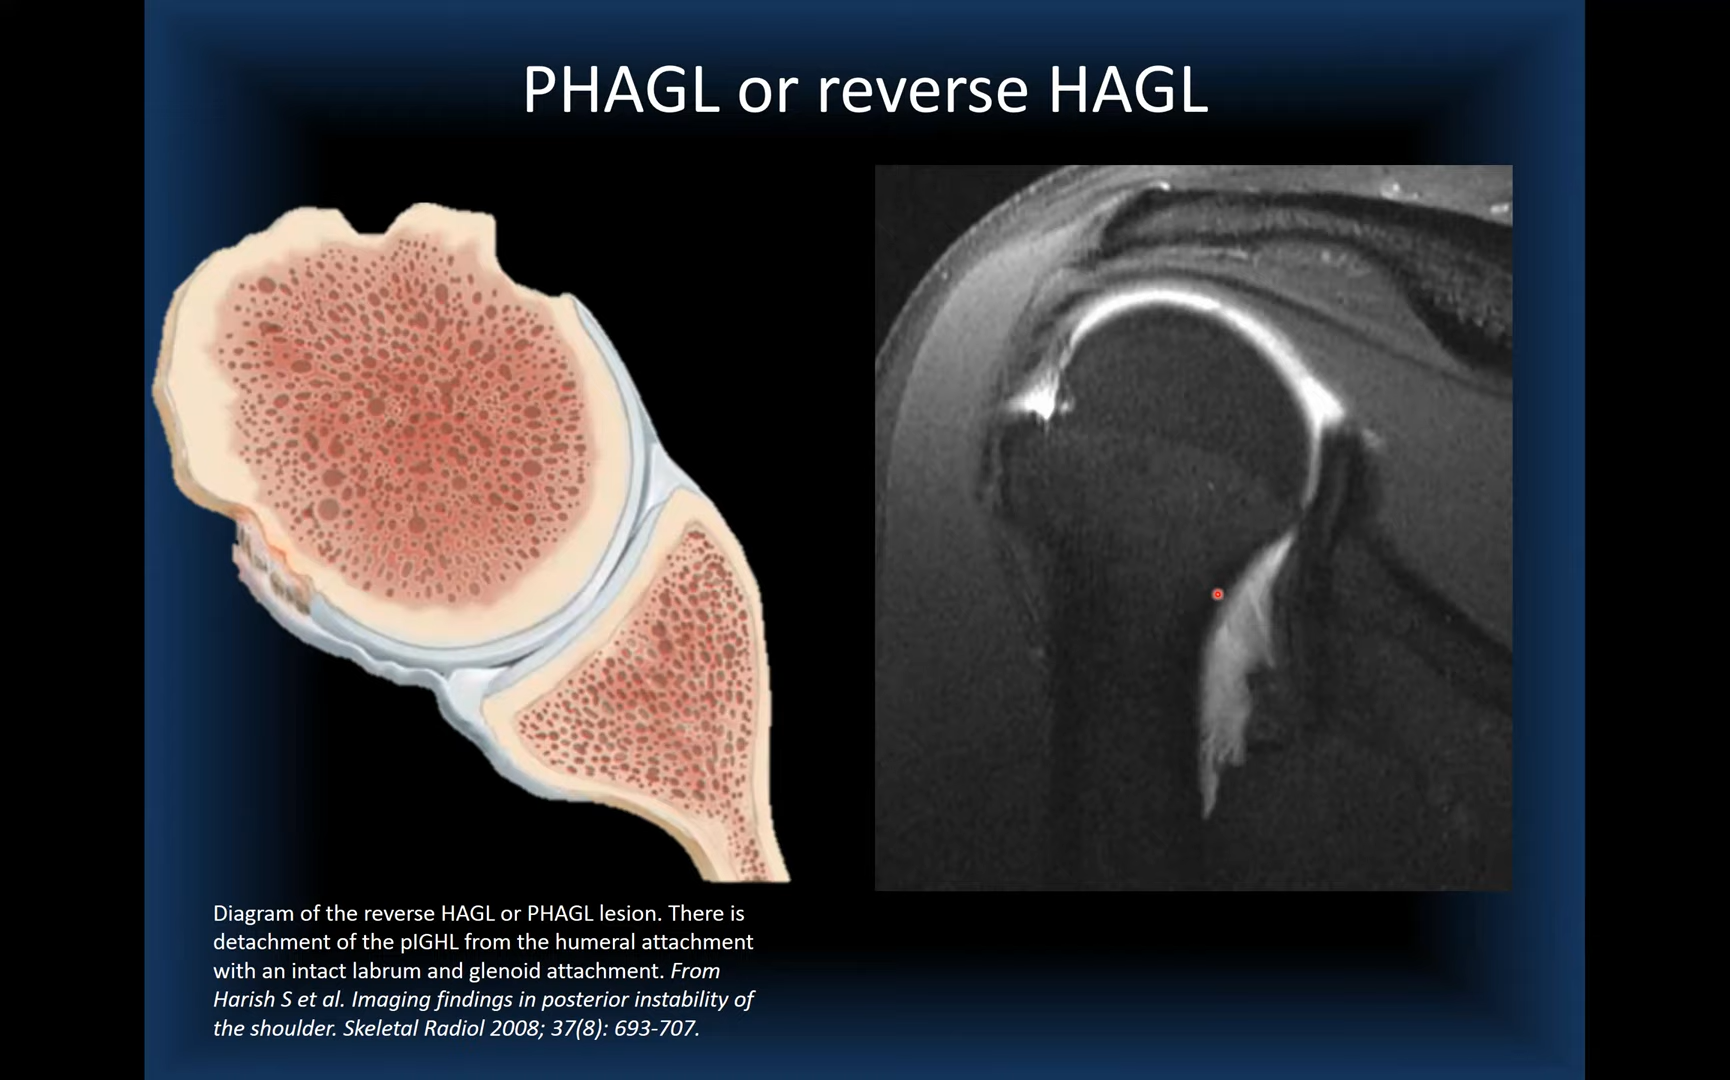 PHAGL or reverse HAGL
Diagram of the reverse HAGL or PHAGL lesion. There is
detachment of the pIGHL from the humeral attachment
with an intact labrum and glenoid attachment. From
Harish S et al. Imaging findings in posterior instability of
the shoulder. Skeletal Radiol 2008; 37(8): 693-707.